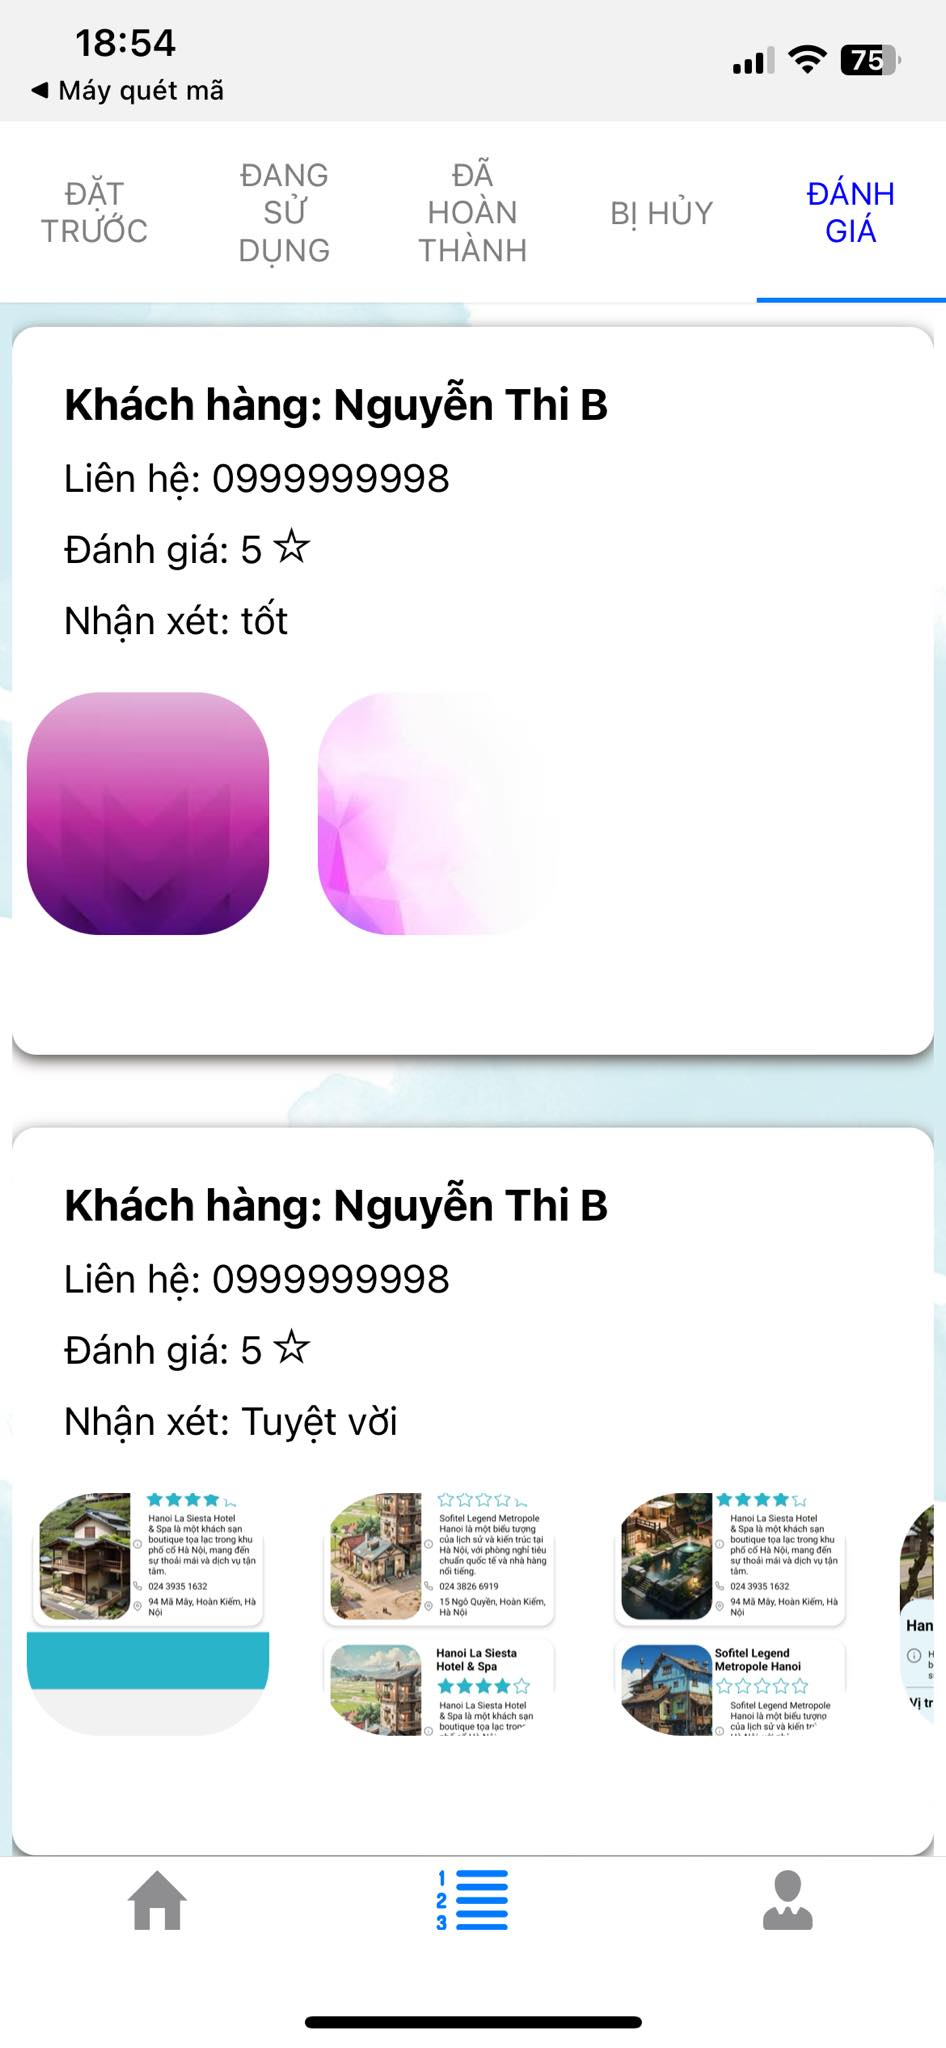 18:54
75
◀ Máy quét mã
ĐẶT
TRƯỚC
ĐANG
SỬ
DỤNG
ĐÃ
HOÀN
THÀNH
BỊ HỦY
ĐÁNH
GIÁ
Khách hàng: Nguyễn Thi B
Liên hệ: 0999999998
Đánh giá: 5 ☆
Nhận xét: tốt
Khách hàng: Nguyễn Thi B
Liên hệ: 0999999998
Đánh giá: 5 ☆
Nhận xét: Tuyệt vời
Hanoi La Siesta Hotel
& Spa là một khách sạn
boutique tọa lạc trong khu
phố cổ Hà Nội, mang đến
sự thoải mái và dịch vụ tận
tâm.
024 3935 1632
94 Mã Mây, Hoàn Kiếm, Hà
Nội
Sofitel Legend Metropole
Hanoi là một biểu tượng
của lịch sử và kiến trúc tại
Hà Nội, với phòng nghỉ tiêu
chuẩn quốc tế và nhà hàng
nổi tiếng.
024 3826 6919
15 Ngô Quyền, Hoàn Kiếm,
Hà Nội
Hanoi La Siesta
Hotel & Spa
Hanoi La Siesta Hotel
& Spa là một khách sạn
boutique tọa lạc trong
Hanoi La Siesta Hotel
& Spa là một khách sạn
boutique tọa lạc trong khu
phố cổ Hà Nội, mang đến
sự thoải mái và dịch vụ tận
tâm.
024 3935 1632
94 Mã Mây, Hoàn Kiếm, Hà
Nội
Sofitel Legend
Metropole Hanoi
Sofitel Legend Metropole
Hanoi là một biểu tượng
của lịch sử và kiến
Han
H
b
s
Vị tr
1
2
3